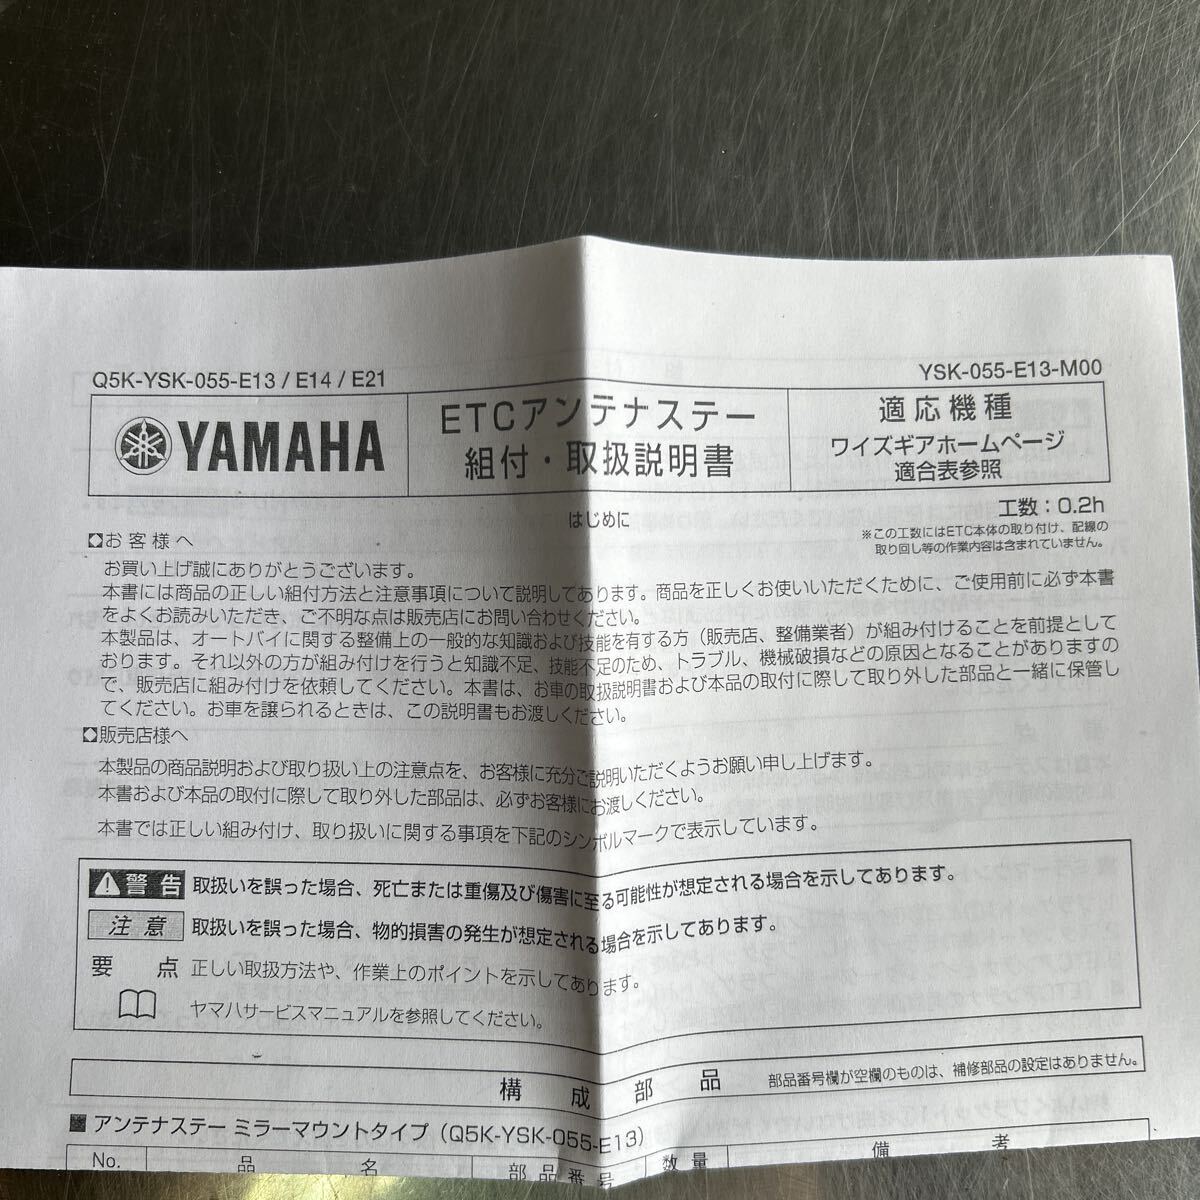 Q5K-YSK-055-E13 / E14 / E21
YSK-055-E13-M00
YAMAHA
ETCアンテナステー
組付・取扱説明書
適応機種
ワイズギアホームページ
適合表参照
工数：0.2h
※この工数にはETC本体の取り付け、配線の
取り回し等の作業内容は含まれていません。
はじめに
お客様へ
お買い上げ誠にありがとうございます。
本書には商品の正しい組付方法と注意事項について説明してあります。商品を正しくお使いいただくために、ご使用前に必ず本書
をよくお読みいただき、ご不明な点は販売店にお問い合わせください。
本製品は、オートバイに関する整備上の一般的な知識および技能を有する方（販売店、整備業者）が組み付けることを前提として
おります。それ以外の方が組み付けを行うと知識不足、技能不足のため、トラブル、機械破損などの原因となることがありますの
で、販売店に組み付けを依頼してください。本書は、お車の取扱説明書および本品の取付に際して取り外した部品と一緒に保管し
てください。お車を譲られるときは、この説明書もお渡しください。
販売店様へ
本製品の商品説明および取り扱い上の注意点を、お客様に充分ご説明いただくようお願い申し上げます。
本書および本品の取付に際して取り外した部品は、必ずお客様にお渡しください。
本書では正しい組み付け、取り扱いに関する事項を下記のシンボルマークで表示しています。
警告 取扱いを誤った場合、死亡または重傷及び傷害に至る可能性が想定される場合を示してあります。
注意 取扱いを誤った場合、物的損害の発生が想定される場合を示してあります。
要点 正しい取扱方法や、作業上のポイントを示してあります。
ヤマハサービスマニュアルを参照してください。
構成部品 部品番号欄が空欄のものは、補修部品の設定はありません。
■ アンテナステー ミラーマウントタイプ（Q5K-YSK-055-E13）
No. 品名 部品番号 数量 備考